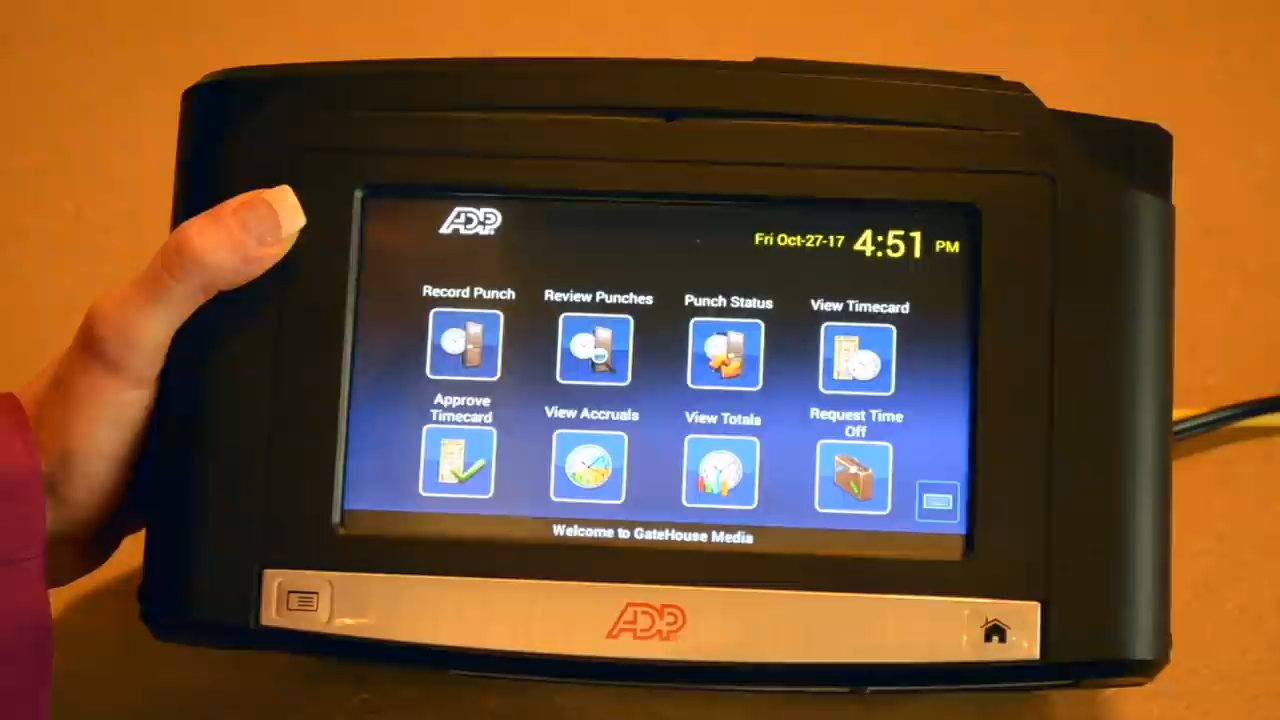 ADP
Fri Oct-27-17 4:51 PM
Record Punch
Review Punches
Punch Status
View Timecard
Approve
Timecard
View Accruals
View Totals
Request Time
Off
Welcome to GateHouse Media
ADP